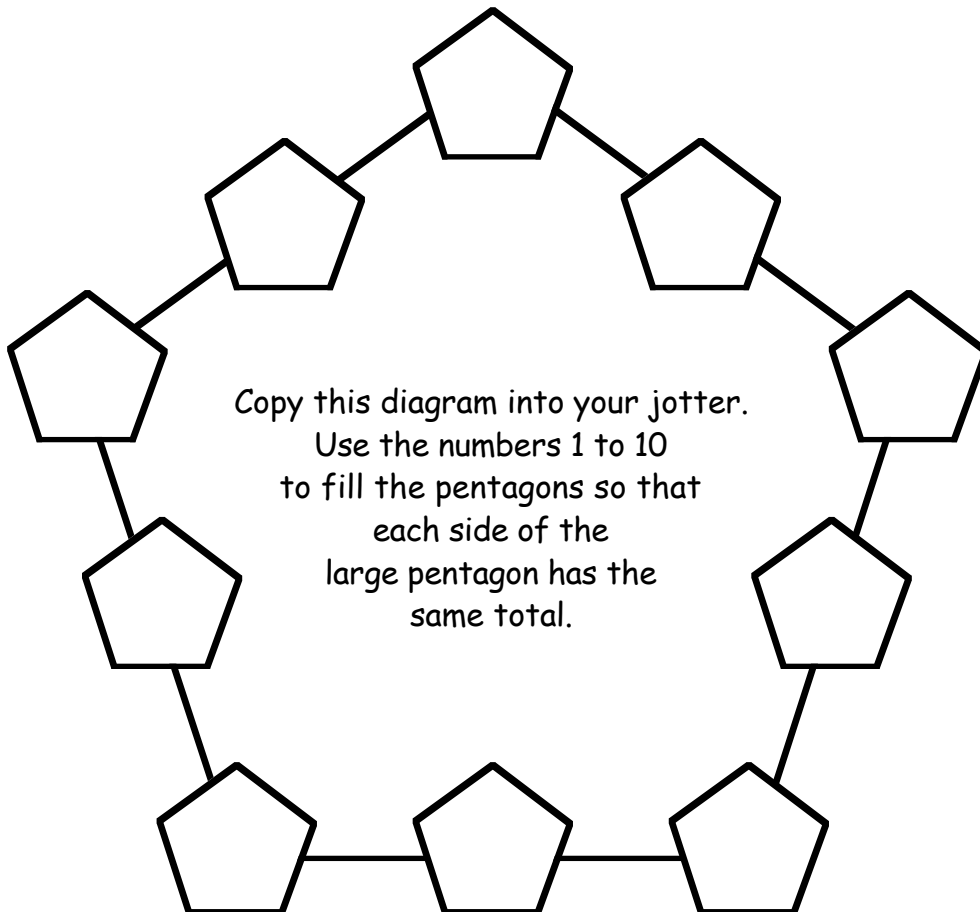 Copy this diagram into your jotter.
Use the numbers 1 to 10
to fill the pentagons so that
each side of the
large pentagon has the
same total.